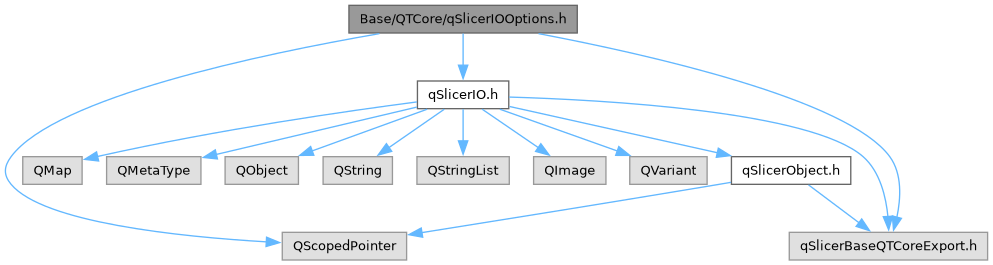 Base/QTCore/qSlicerIOOptions.h
qSlicerIO.h
QMap
QMetaType
QObject
QString
QStringList
QImage
QVariant
qSlicerObject.h
QScopedPointer
qSlicerBaseQTCoreExport.h